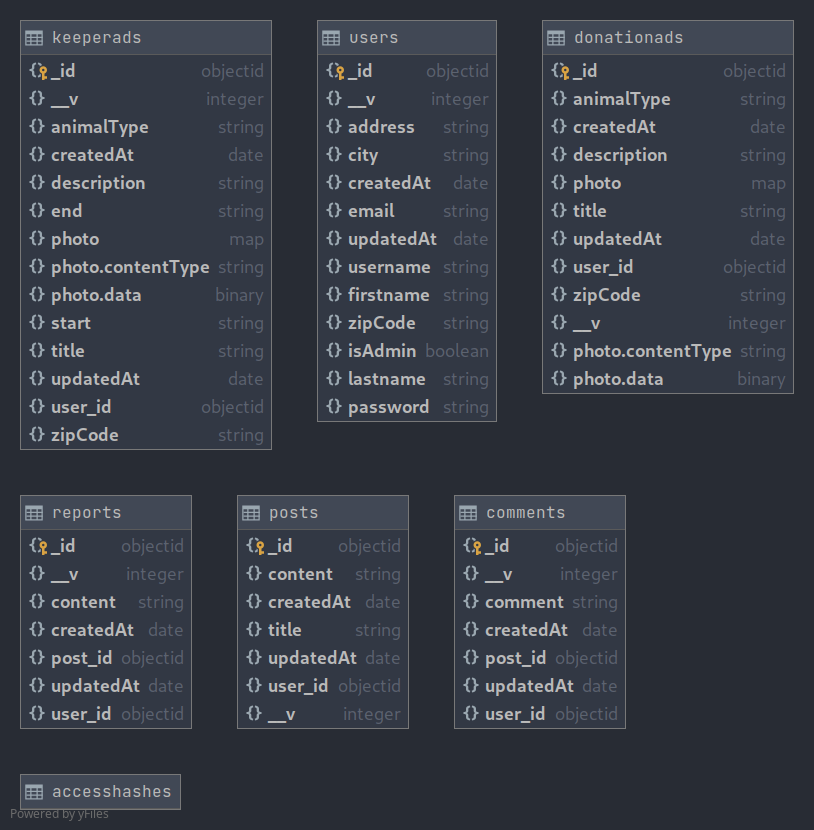 keeperads
_id objectid
__v integer
animalType string
createdAt date
description string
end string
photo map
photo.contentType string
photo.data binary
start string
title string
updatedAt date
user_id objectid
zipCode string
users
_id objectid
__v integer
address string
city string
createdAt date
email string
updatedAt date
username string
firstname string
zipCode string
isAdmin boolean
lastname string
password string
donationads
_id objectid
animalType string
createdAt date
description string
photo map
title string
updatedAt date
user_id objectid
zipCode string
__v integer
photo.contentType string
photo.data binary
reports
_id objectid
__v integer
content string
createdAt date
post_id objectid
updatedAt date
user_id objectid
posts
_id objectid
content string
createdAt date
title string
updatedAt date
user_id objectid
__v integer
comments
_id objectid
__v integer
comment string
createdAt date
post_id objectid
updatedAt date
user_id objectid
accesshashes
Powered by yFiles